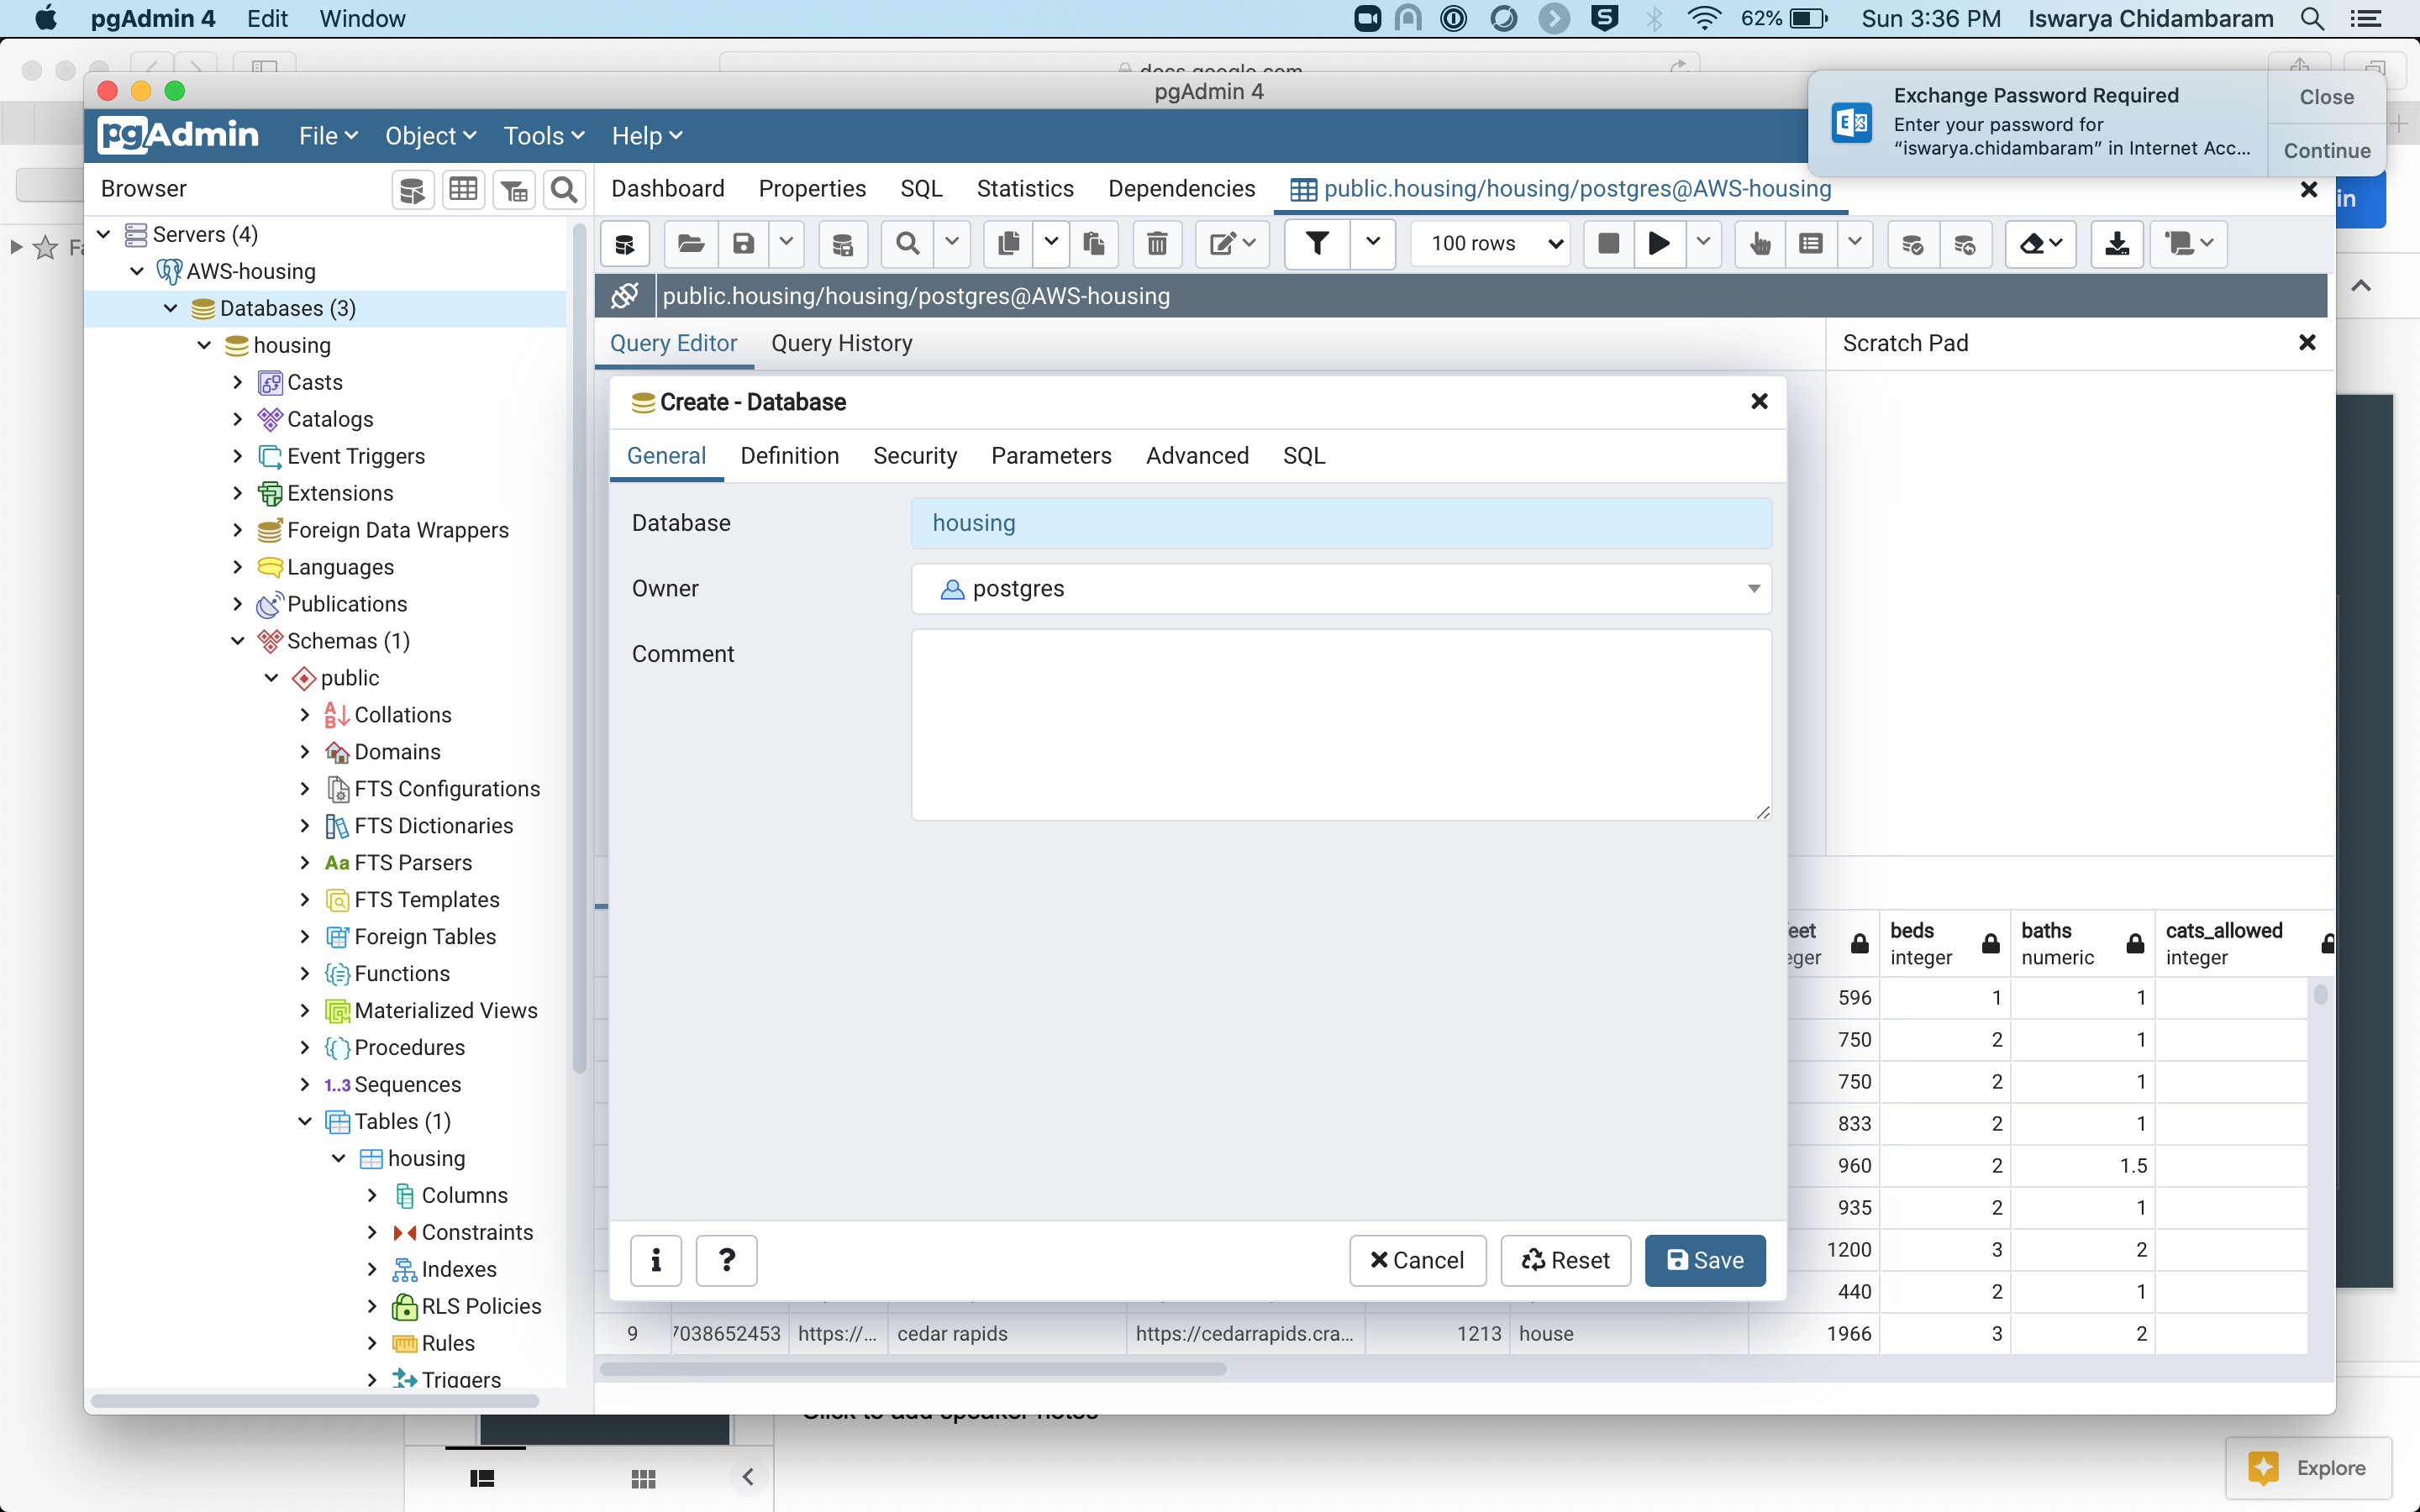 pgAdmin 4 Edit Window 62% Sun 3:36 PM Iswarya Chidambaram
pgAdmin 4
Exchange Password Required
Enter your password for
“iswarya.chidambaram” in Internet Acc...
Close
Continue
pgAdmin File Object Tools Help
Browser
Dashboard Properties SQL Statistics Dependencies public.housing/housing/postgres@AWS-housing
100 rows
public.housing/housing/postgres@AWS-housing
Query Editor Query History
Scratch Pad
Servers (4)
AWS-housing
Databases (3)
housing
Casts
Catalogs
Event Triggers
Extensions
Foreign Data Wrappers
Languages
Publications
Schemas (1)
public
Collations
Domains
FTS Configurations
FTS Dictionaries
Aa FTS Parsers
FTS Templates
Foreign Tables
Functions
Materialized Views
Procedures
1..3 Sequences
Tables (1)
housing
Columns
Constraints
Indexes
RLS Policies
Rules
Triggers
Create - Database
General Definition Security Parameters Advanced SQL
Database housing
Owner postgres
Comment
i ? Cancel Reset Save
beds baths cats_allowed
integer numeric integer
596 1 1
750 2 1
750 2 1
833 2 1
960 2 1.5
935 2 1
1200 3 2
440 2 1
9 7038652453 https://... cedar rapids https://cedarrapids.cra... 1213 house 1966 3 2
Click to add speaker notes
Explore